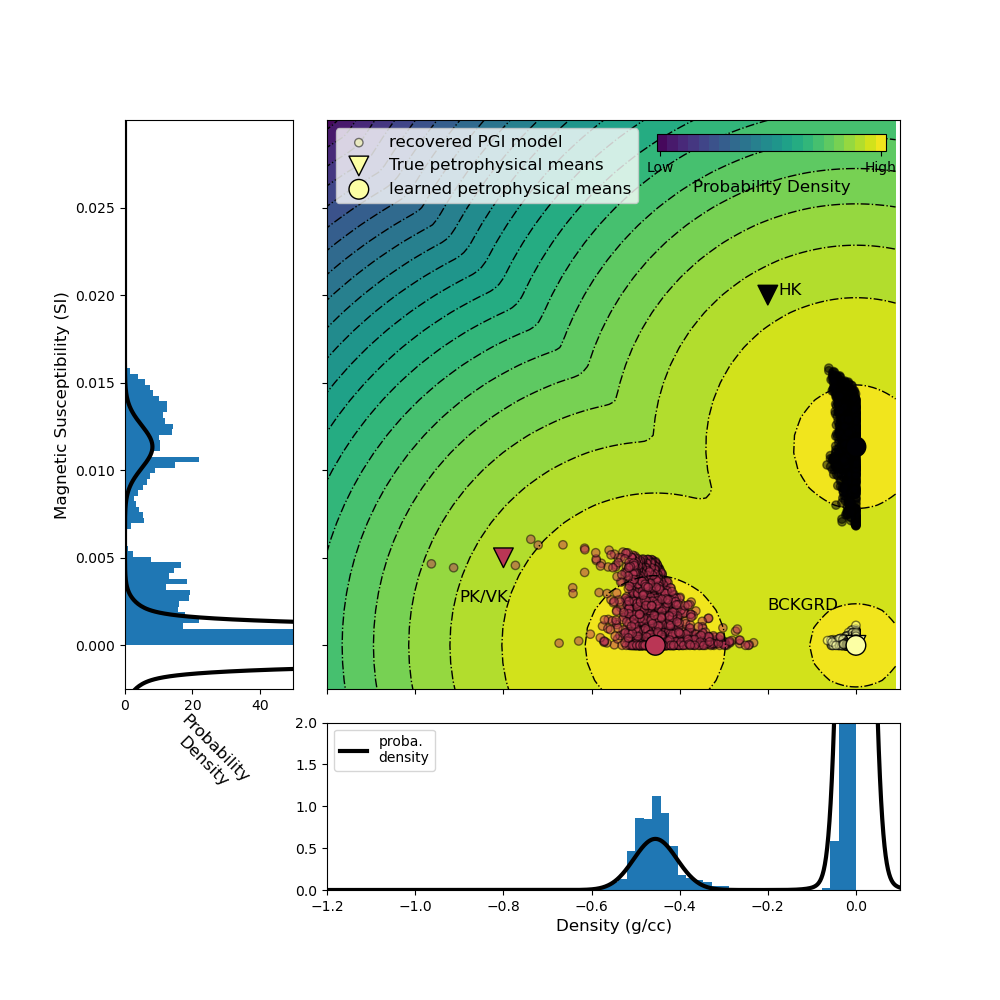 recovered PGI model
True petrophysical means
learned petrophysical means
Low
High
Probability Density
HK
PK/VK
BCKGRD
Magnetic Susceptibility (SI)
0.025
0.020
0.015
0.010
0.005
0.000
0
20
40
Probability
Density
proba.
density
2.0
1.5
1.0
0.5
0.0
−1.2
−1.0
−0.8
−0.6
−0.4
−0.2
0.0
Density (g/cc)